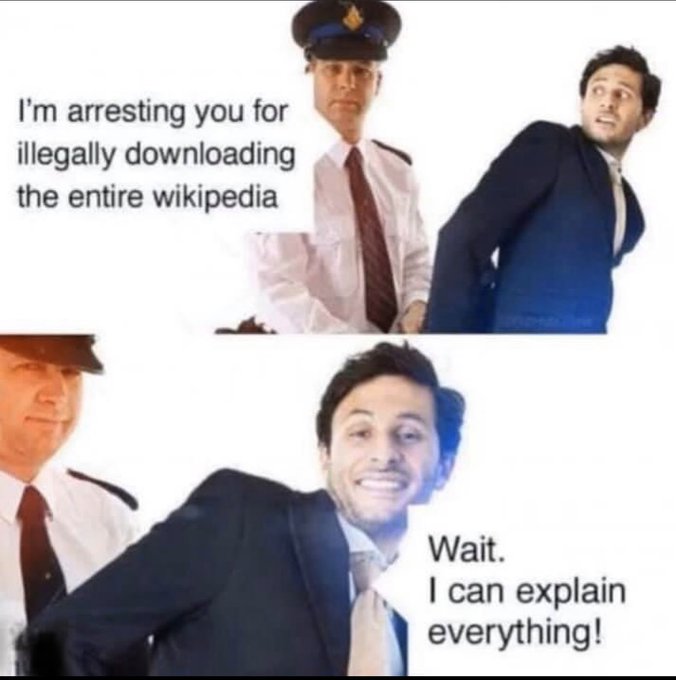 I'm arresting you for
illegally downloading
the entire wikipedia
Wait.
I can explain
everything!